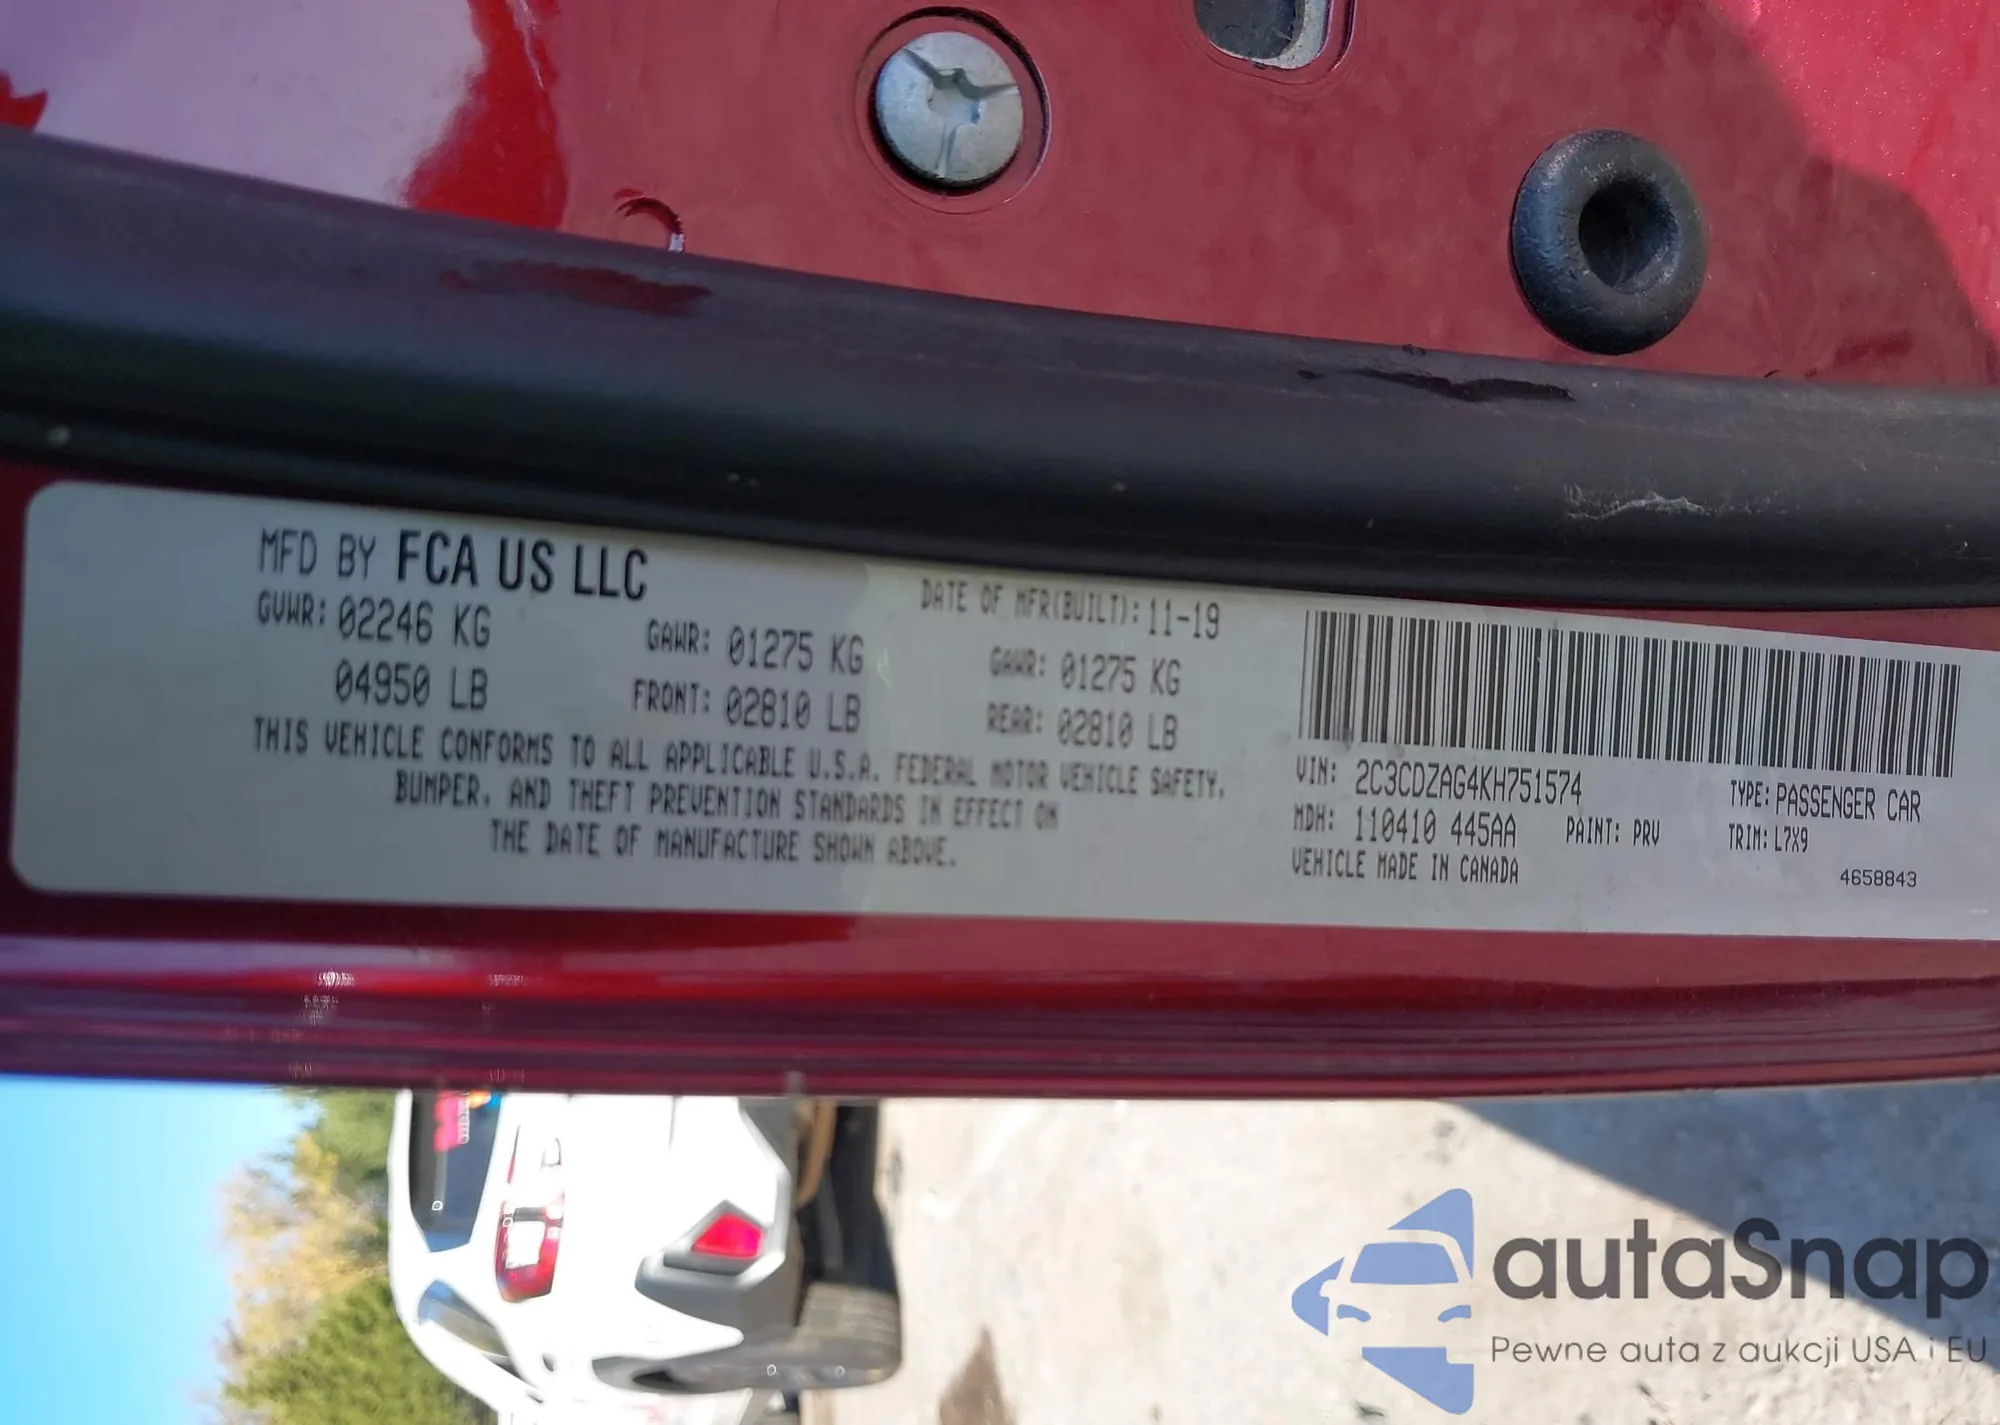 MFD BY FCA US LLC
DATE OF MFR(BUILT): 11-19
GVWR: 02246 KG
04950 LB
GAWR: 01275 KG
FRONT: 02810 LB
GAWR: 01275 KG
REAR: 02810 LB
THIS VEHICLE CONFORMS TO ALL APPLICABLE U.S.A. FEDERAL MOTOR VEHICLE SAFETY,
BUMPER, AND THEFT PREVENTION STANDARDS IN EFFECT ON
THE DATE OF MANUFACTURE SHOWN ABOVE.
VIN: 2C3CDZAG4KH751574
TYPE: PASSENGER CAR
MDH: 110410 445AA
PAINT: PRV
TRIM: L7X9
VEHICLE MADE IN CANADA
4658843
autaSnap
Pewne auta z aukcji USA i EU